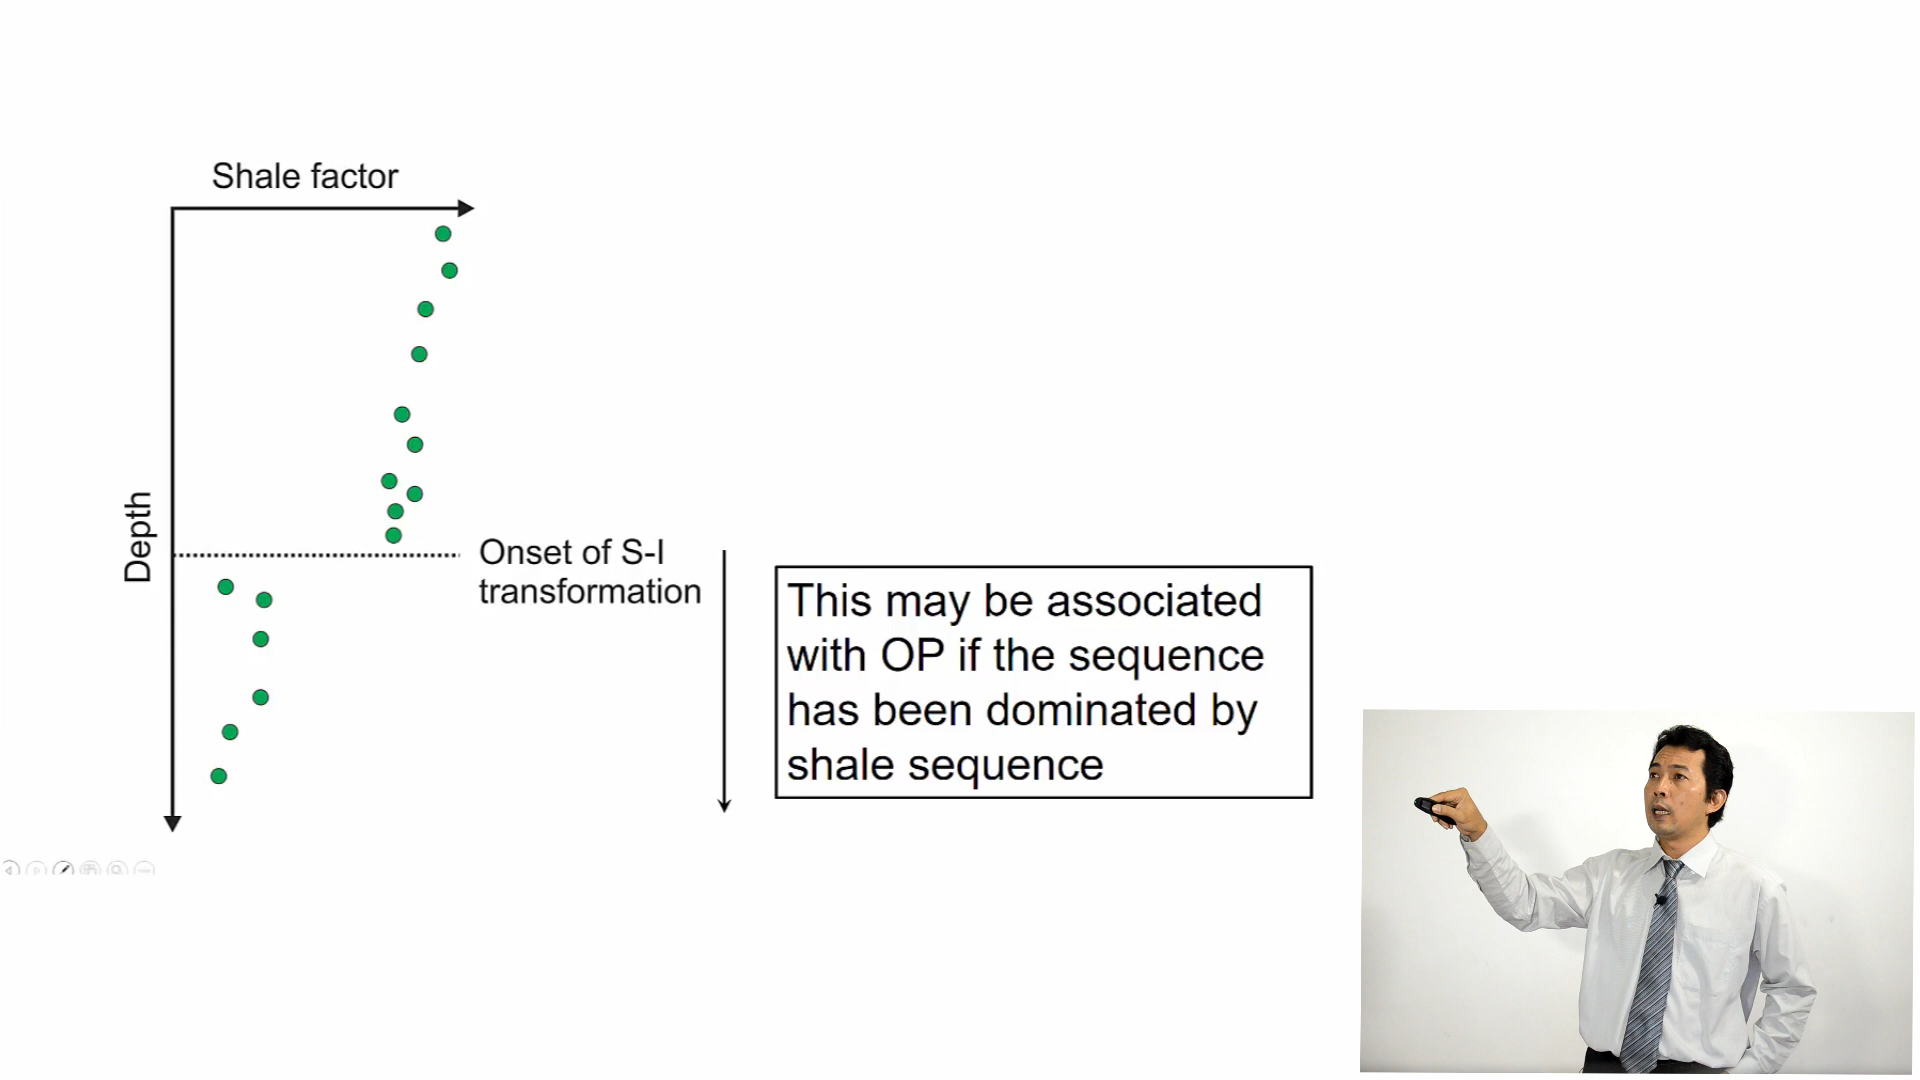 Shale factor
Depth
Onset of S-I
transformation
This may be associated
with OP if the sequence
has been dominated by
shale sequence